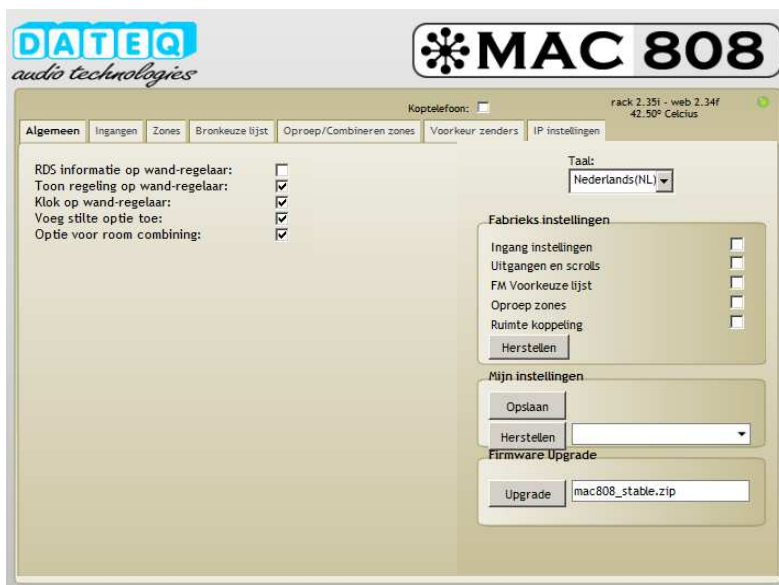 DATEQ
audio technologies
MAC 808
Koptelefoon:
rack 2.35i - web 2.34f
42.50º Celcius
Algemeen
Ingangen
Zones
Bronkeuze lijst
Oproep/Combineren zones
Voorkeur zenders
IP instellingen
RDS informatie op wand-regelaar:
Toon regeling op wand-regelaar:
Klok op wand-regelaar:
Voeg stilte optie toe:
Optie voor room combining:
Taal:
Nederlands(NL)
Fabrieks instellingen
Ingang instellingen
Uitgangen en scrolls
FM Voorkeuze lijst
Oproep zones
Ruimte koppeling
Herstellen
Mijn instellingen
Opslaan
Herstellen
Firmware Upgrade
Upgrade
mac808_stable.zip